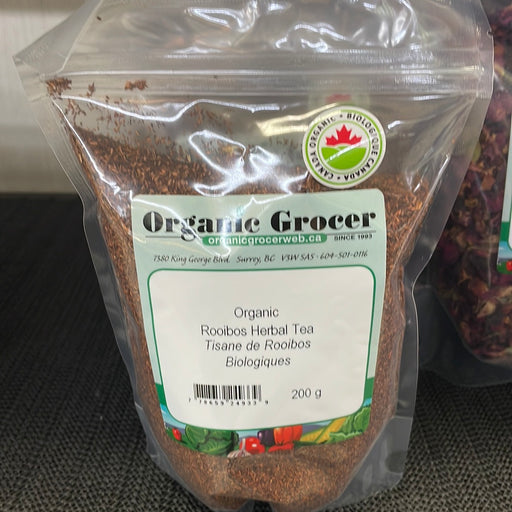 CANADA ORGANIC • BIOLOGIQUE CANADA •
Organic Grocer
organicgrocerweb.ca SINCE 1993
7380 King George Blvd. Surrey, BC V3W 5A5 · 604-501-0116
Organic
Rooibos Herbal Tea
Tisane de Rooibos
Biologiques
200 g